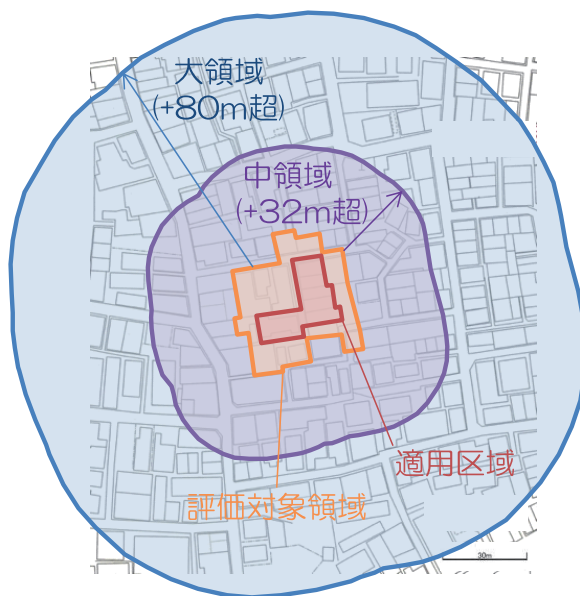 大領域
(+80m超)
中領域
(+32m超)
適用区域
評価対象領域
30m